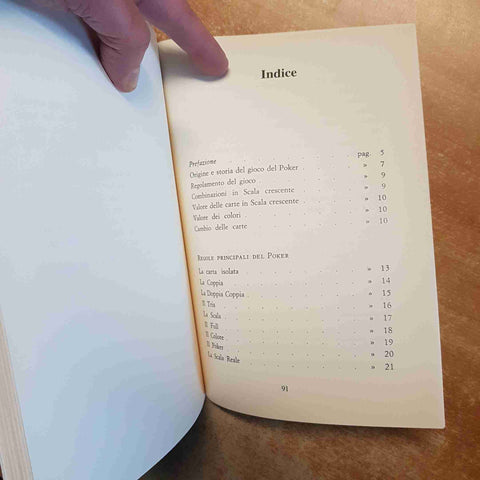 Indice
Prefazione . . . . . . . . . pag. 5
Origine e storia del gioco del Poker . . . . » 7
Regolamento del gioco . . . . . . . » 9
Combinazioni in Scala crescente . . . . . » 9
Valore delle carte in Scala crescente . . . . » 10
Valore dei colori . . . . . . . . » 10
Cambio delle carte . . . . . . . . » 10
REGOLE PRINCIPALI DEL POKER
La carta isolata . . . . . . . . » 13
La Coppia . . . . . . . . . » 14
La Doppia Coppia . . . . . . . . » 15
Il Tris . . . . . . . . . . » 16
La Scala . . . . . . . . . . » 17
Il Full . . . . . . . . . . » 18
Il Colore . . . . . . . . . » 19
Il Poker . . . . . . . . . . » 20
La Scala Reale . . . . . . . . » 21
91